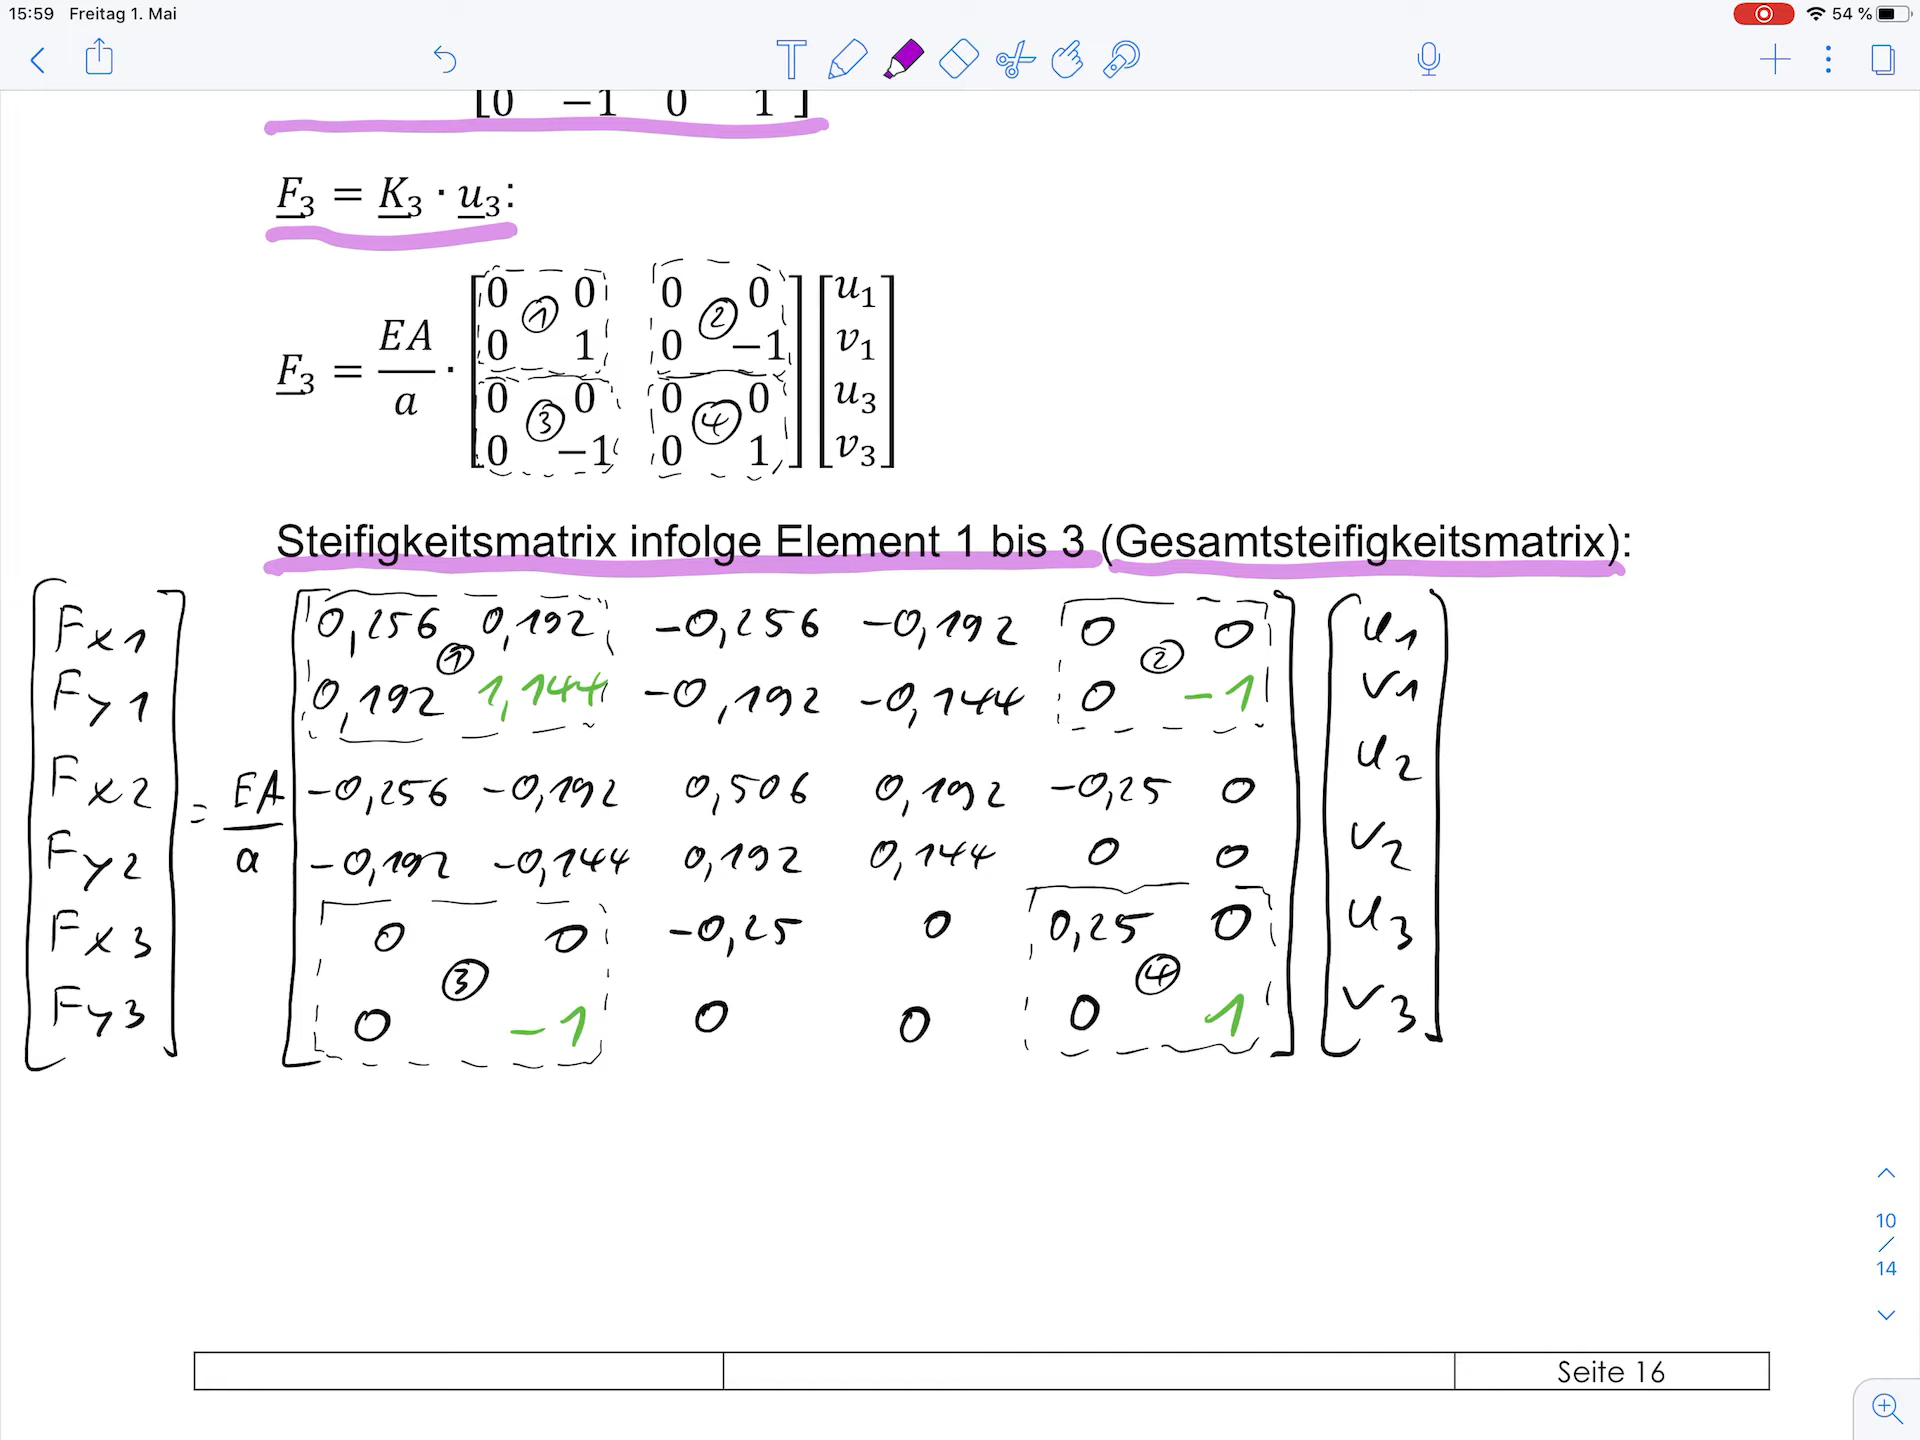 15:59 Freitag 1. Mai 54 %
[0 −1 0 1]
F₃ = K₃ · u₃:
F₃ = EA/a ·
[0 0 0 0] [u₁]
① ②
[0 1 0 −1] [v₁]
[0 0 0 0] [u₃]
③ ④
[0 −1 0 1] [v₃]
Steifigkeitsmatrix infolge Element 1 bis 3 (Gesamtsteifigkeitsmatrix):
Fx1 0,256 0,192 -0,256 -0,192 0 0 u1
① ②
Fy1 0,192 1,144 -0,192 -0,144 0 -1 v1
Fx2 = EA/a -0,256 -0,192 0,506 0,192 -0,25 0 u2
Fy2 -0,192 -0,144 0,192 0,144 0 0 v2
Fx3 0 0 -0,25 0 0,25 0 u3
③ ④
Fy3 0 -1 0 0 0 1 v3
10
/
14
Seite 16